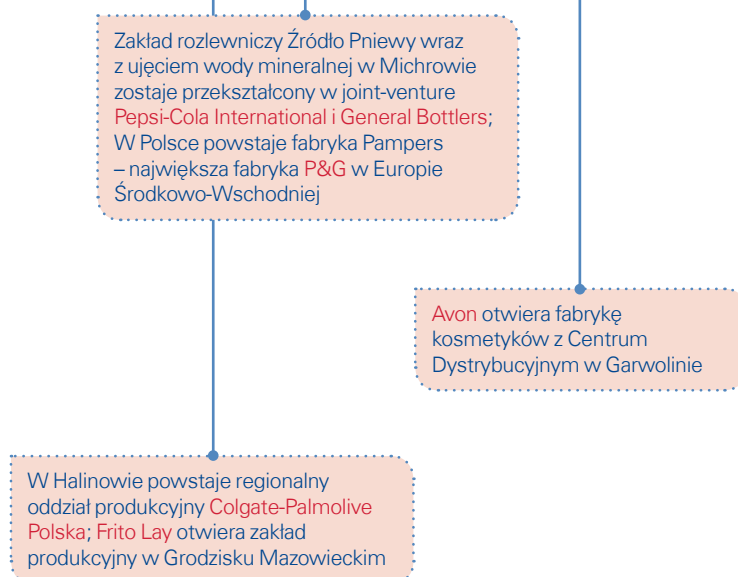 Zakład rozlewniczy Źródło Pniewy wraz
z ujęciem wody mineralnej w Michrowie
zostaje przekształcony w joint-venture
Pepsi-Cola International i General Bottlers;
W Polsce powstaje fabryka Pampers
– największa fabryka P&G w Europie
Środkowo-Wschodniej
Avon otwiera fabrykę
kosmetyków z Centrum
Dystrybucyjnym w Garwolinie
W Halinowie powstaje regionalny
oddział produkcyjny Colgate-Palmolive
Polska; Frito Lay otwiera zakład
produkcyjny w Grodzisku Mazowieckim